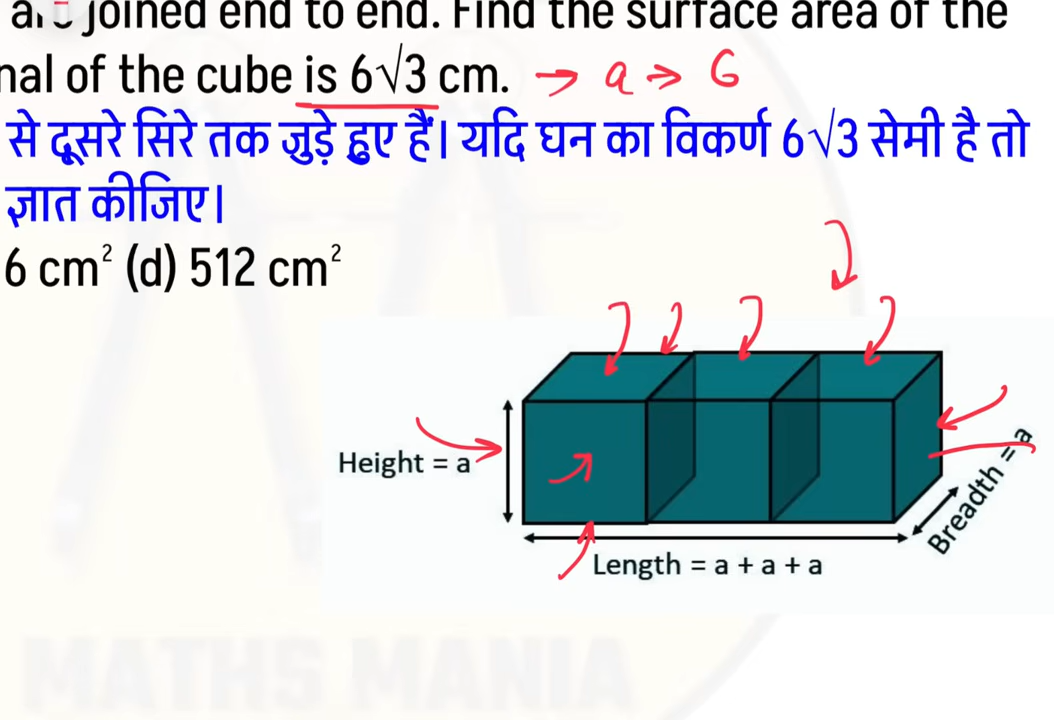 are joined end to end. Find the surface area of the
nal of the cube is 6√3 cm. → a ⇒ 6
से दूसरे सिरे तक जुड़े हुए हैं। यदि घन का विकर्ण 6√3 सेमी है तो
ज्ञात कीजिए।
6 cm² (d) 512 cm²
Height = a
Breadth = a
Length = a + a + a
MATHS MANIA